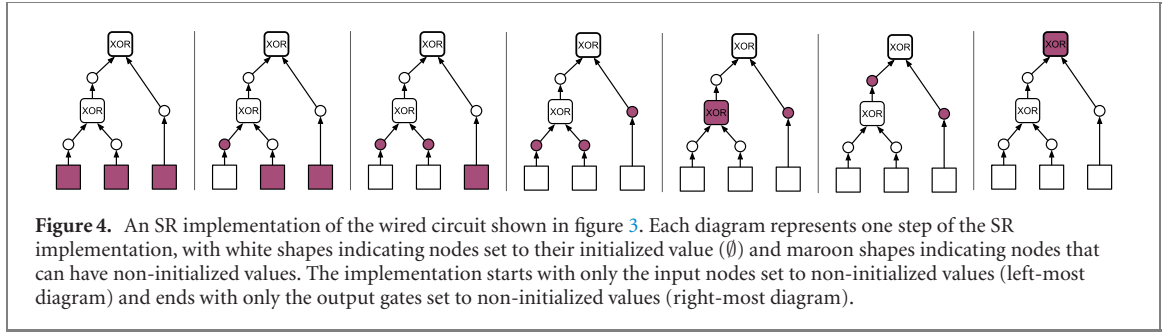 XOR XOR XOR XOR XOR XOR XOR
XOR XOR XOR XOR XOR XOR XOR
Figure 4. An SR implementation of the wired circuit shown in figure 3. Each diagram represents one step of the SR
implementation, with white shapes indicating nodes set to their initialized value (∅) and maroon shapes indicating nodes that
can have non-initialized values. The implementation starts with only the input nodes set to non-initialized values (left-most
diagram) and ends with only the output gates set to non-initialized values (right-most diagram).